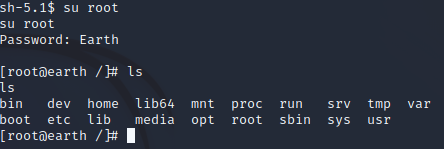 sh-5.1$ su root
su root
Password: Earth
[root@earth /]# ls
ls
bin dev home lib64 mnt proc run srv tmp var
boot etc lib media opt root sbin sys usr
[root@earth /]#